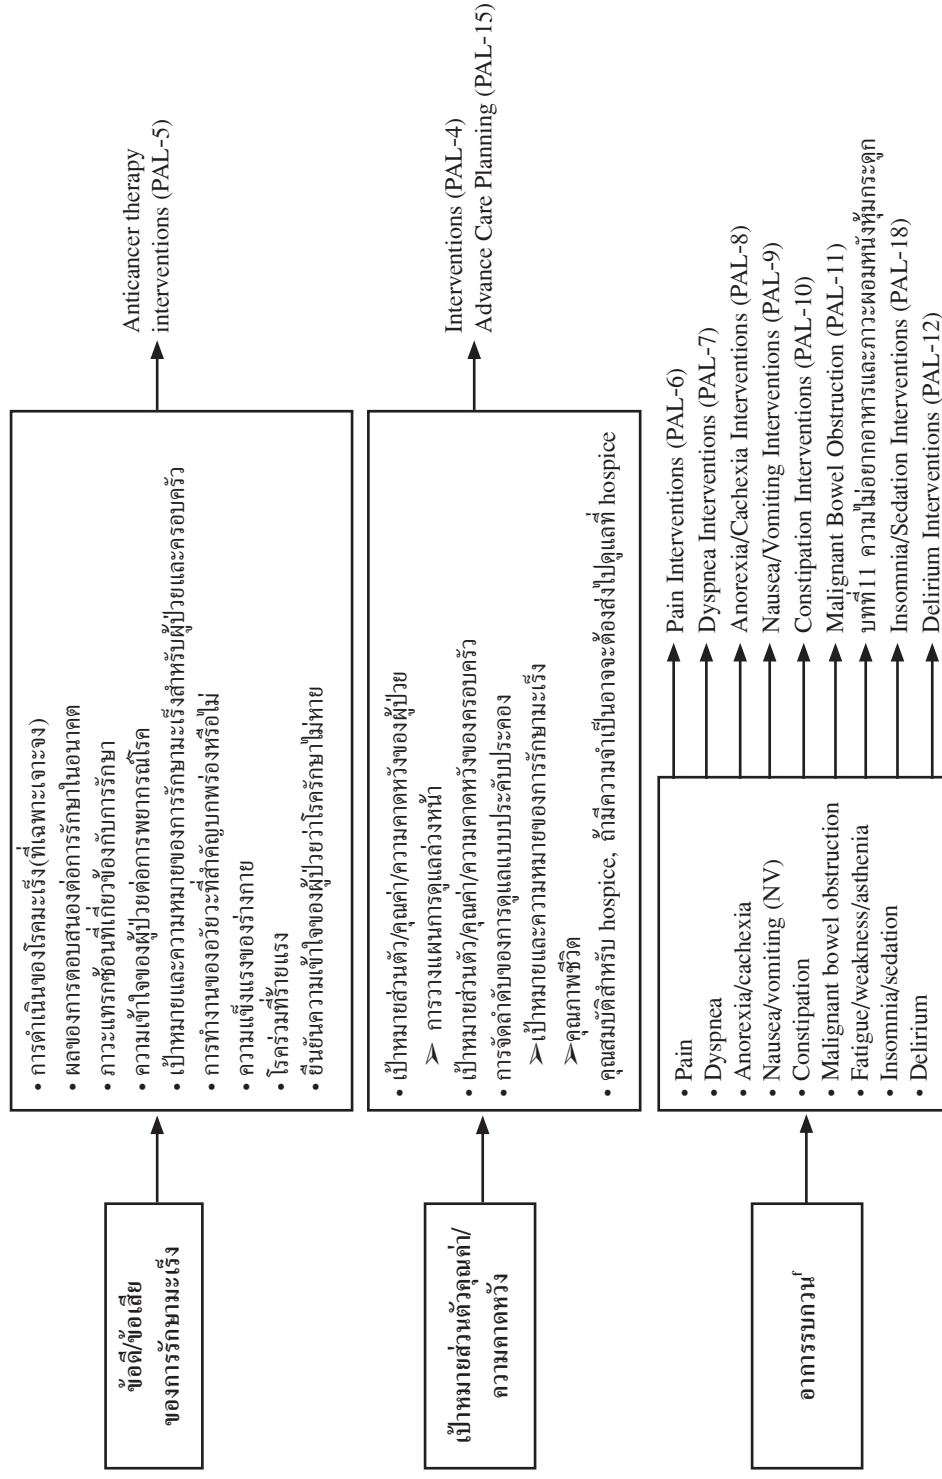 ข้อดี/ข้อเสีย
ของการรักษามะเร็ง
• การดำเนินของโรคมะเร็ง(ที่เฉพาะเจาะจง)
• ผลของการตอบสนองต่อการรักษาในอนาคต
• ภาวะแทรกซ้อนที่เกี่ยวข้องกับการรักษา
• ความเข้าใจของผู้ป่วยต่อการพยากรณ์โรค
• เป้าหมายและความหมายของการรักษามะเร็งสำหรับผู้ป่วยและครอบครัว
• การทำงานของอวัยวะที่สำคัญบกพร่องหรือไม่
• ความแข็งแรงของร่างกาย
• โรคร่วมที่ร้ายแรง
• ยืนยันความเข้าใจของผู้ป่วยว่าโรครักษาไม่หาย
Anticancer therapy
interventions (PAL-5)
เป้าหมายส่วนตัวคุณค่า/
ความคาดหวัง
• เป้าหมายส่วนตัว/คุณค่า/ความคาดหวังของผู้ป่วย
➢ การวางแผนการดูแลล่วงหน้า
• เป้าหมายส่วนตัว/คุณค่า/ความคาดหวังของครอบครัว
• การจัดลำดับของการดูแลแบบประคับประคอง
➢เป้าหมายและความหมายของการรักษามะเร็ง
➢คุณภาพชีวิต
• คุณสมบัติสำหรับ hospice, ถ้ามีความจำเป็นอาจจะต้องส่งไปดูแลที่ hospice
Interventions (PAL-4)
Advance Care Planning (PAL-15)
อาการรบกวนf
• Pain
• Dyspnea
• Anorexia/cachexia
• Nausea/vomiting (NV)
• Constipation
• Malignant bowel obstruction
• Fatigue/weakness/asthenia
• Insomnia/sedation
• Delirium
Pain Interventions (PAL-6)
Dyspnea Interventions (PAL-7)
Anorexia/Cachexia Interventions (PAL-8)
Nausea/Vomiting Interventions (PAL-9)
Constipation Interventions (PAL-10)
Malignant Bowel Obstruction (PAL-11)
บทที่11 ความไม่อยากอาหารและภาวะผอมหนังหุ้มกระดูก
Insomnia/Sedation Interventions (PAL-18)
Delirium Interventions (PAL-12)